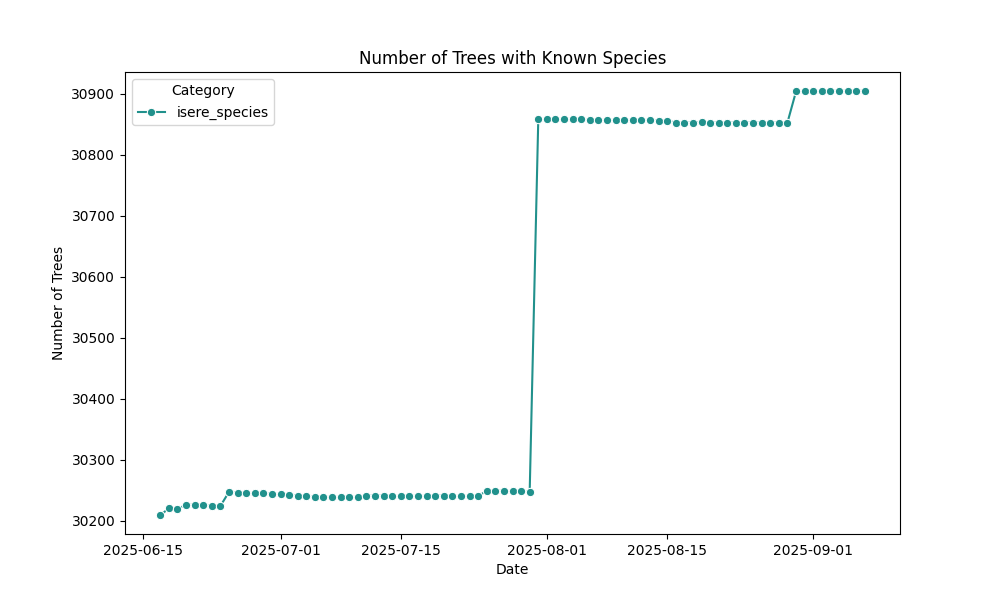 Number of Trees with Known Species
Category
isere_species
30900
30800
30700
30600
30500
30400
30300
30200
Number of Trees
2025-06-15
2025-07-01
2025-07-15
2025-08-01
2025-08-15
2025-09-01
Date